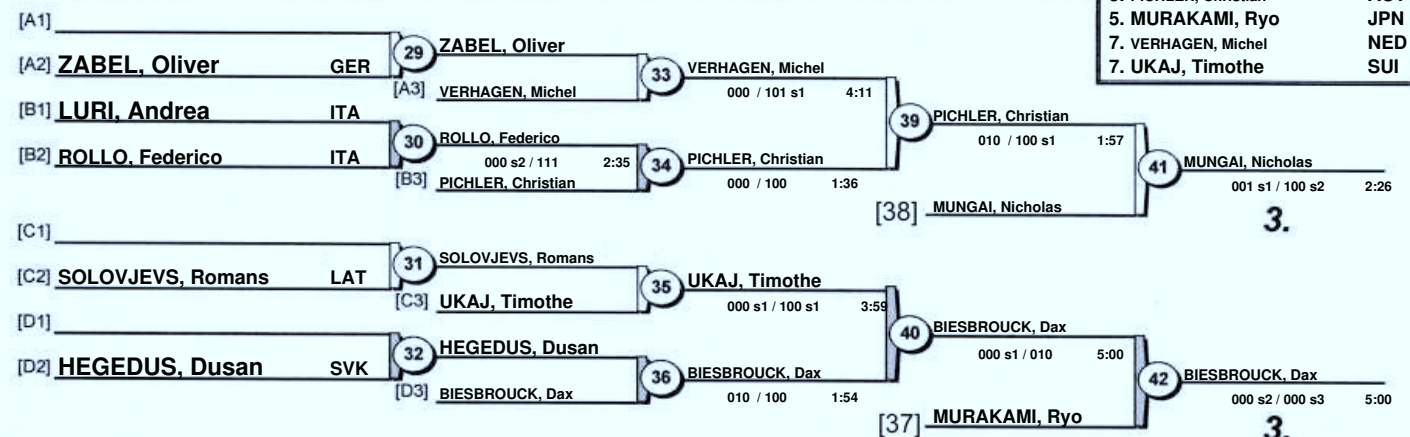 3. PICHLER, Christian AUT
5. MURAKAMI, Ryo JPN
7. VERHAGEN, Michel NED
7. UKAJ, Timothe SUI
[A1]
[A2] ZABEL, Oliver GER
29
ZABEL, Oliver
[A3] VERHAGEN, Michel
33
VERHAGEN, Michel
000 / 101 s1 4:11
[B1] LURI, Andrea ITA
[B2] ROLLO, Federico ITA
30
ROLLO, Federico
000 s2 / 111 2:35
[B3] PICHLER, Christian
34
PICHLER, Christian
000 / 100 1:36
39
PICHLER, Christian
010 / 100 s1 1:57
[38] MUNGAI, Nicholas
41
MUNGAI, Nicholas
001 s1 / 100 s2 2:26
3.
[C1]
[C2] SOLOVJEVS, Romans LAT
31
SOLOVJEVS, Romans
[C3] UKAJ, Timothe
35
UKAJ, Timothe
000 s1 / 100 s1 3:59
[D1]
[D2] HEGEDUS, Dusan SVK
32
HEGEDUS, Dusan
[D3] BIESBROUCK, Dax
36
BIESBROUCK, Dax
010 / 100 1:54
40
BIESBROUCK, Dax
000 s1 / 010 5:00
[37] MURAKAMI, Ryo
42
BIESBROUCK, Dax
000 s2 / 000 s3 5:00
3.